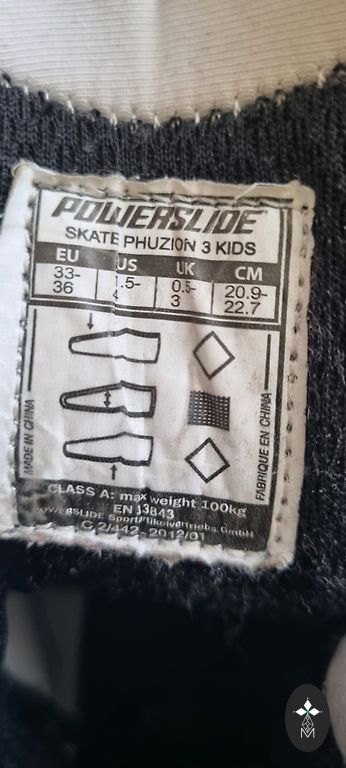 POWERSLIDE
SKATE PHUZION 3 KIDS
EU US UK CM
33-36 1.5-4 0.5-3 20.9-22.7
MADE IN CHINA
FABRIQUE EN CHINA
CLASS A: max weight 100kg
EN 13843
POWERSLIDE Sportartikelvertriebs GmbH
C 2/442 - 2012/01
M